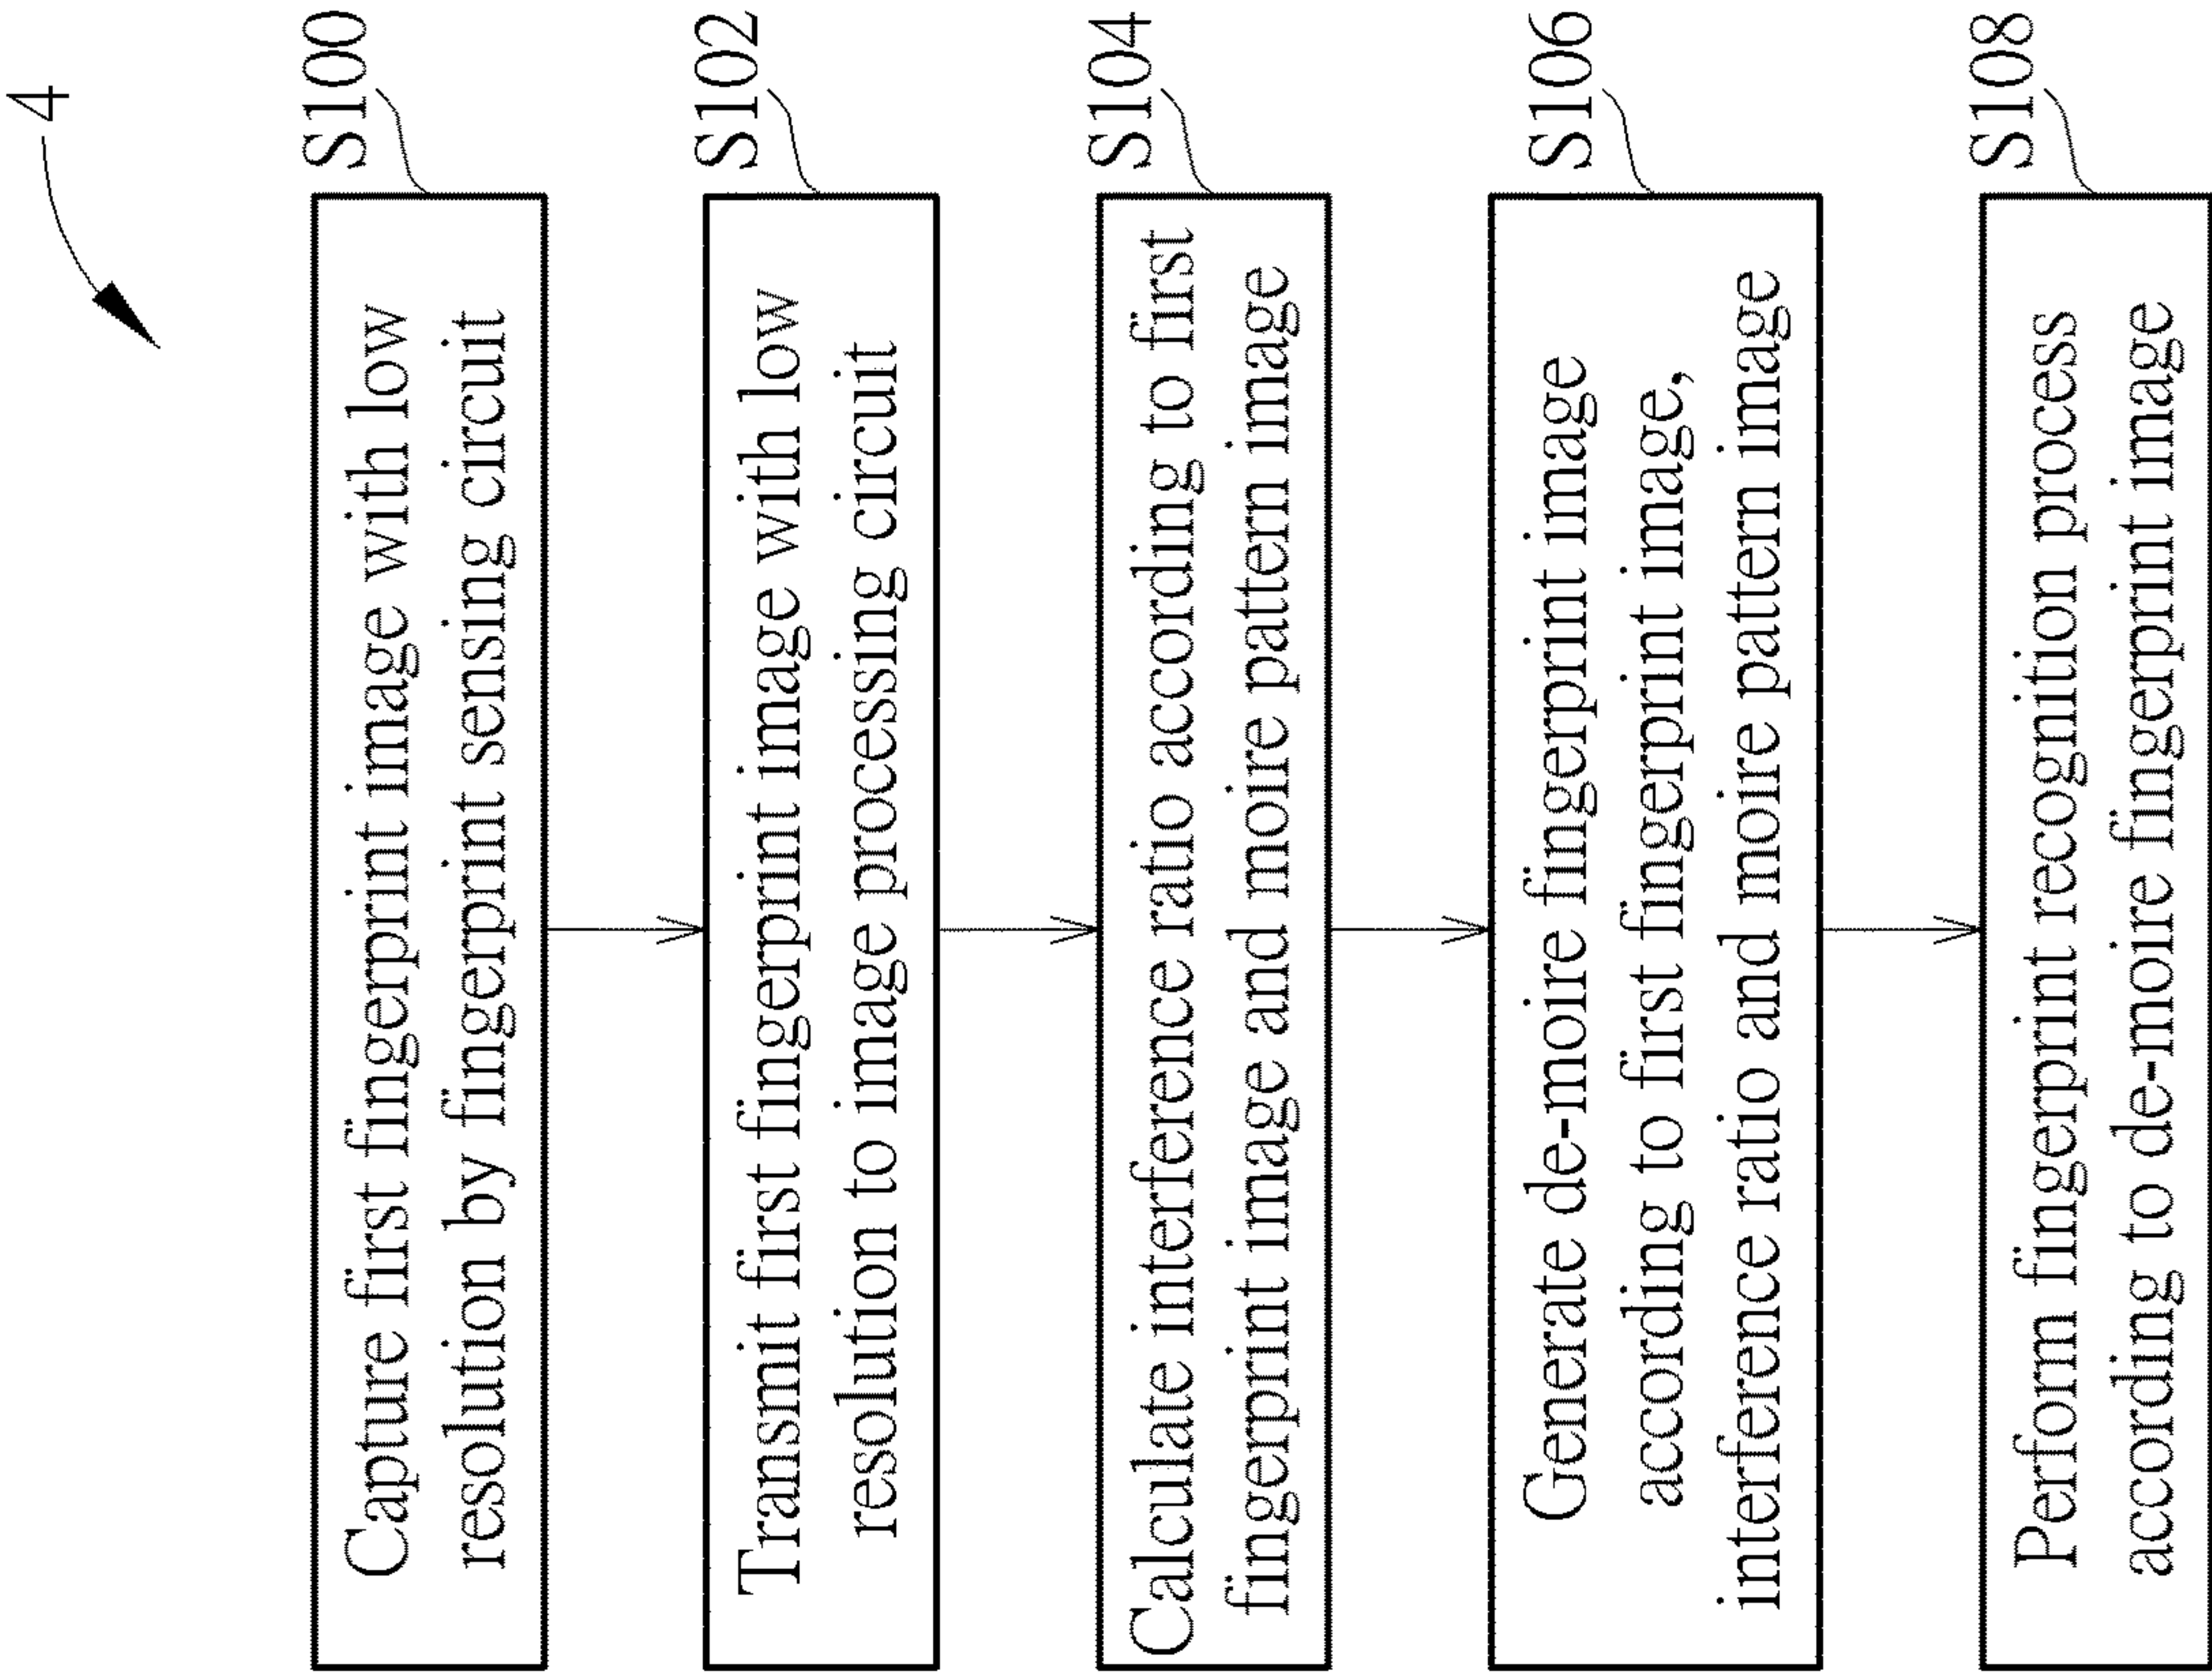 4
S100
Capture first fingerprint image with low
resolution by fingerprint sensing circuit
S102
Transmit first fingerprint image with low
resolution to image processing circuit
S104
Calculate interference ratio according to first
fingerprint image and moire pattern image
S106
Generate de-moire fingerprint image
according to first fingerprint image,
interference ratio and moire pattern image
S108
Perform fingerprint recognition process
according to de-moire fingerprint image